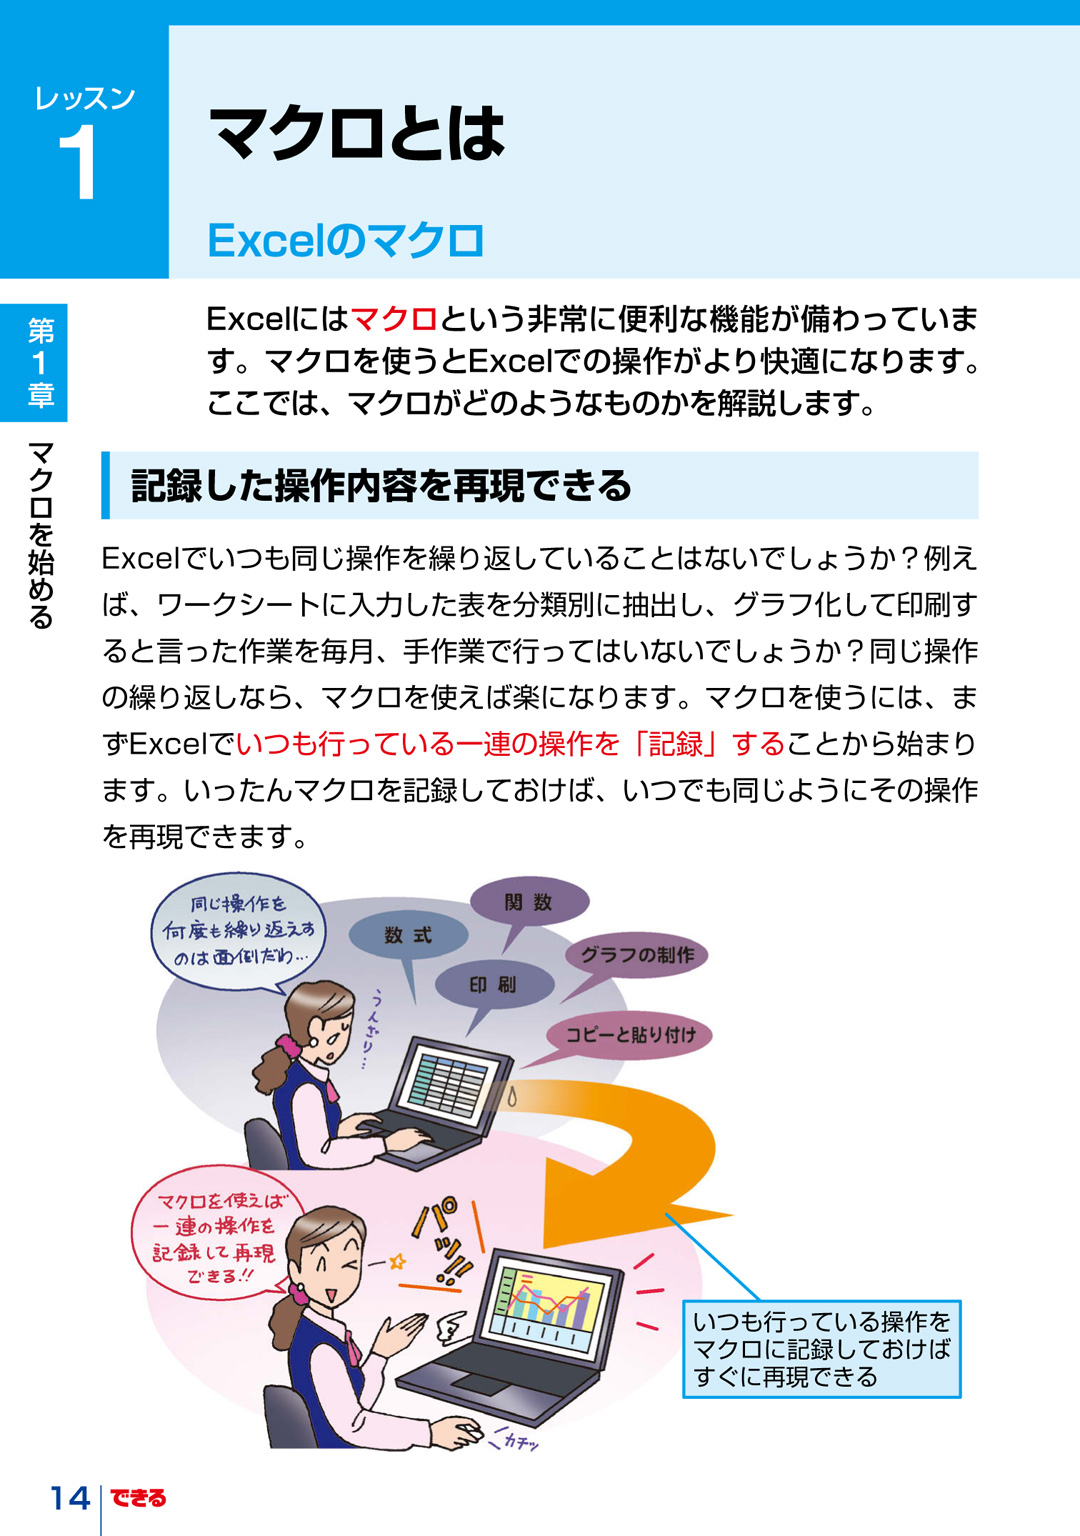 レッスン
1
マクロとは
Excelのマクロ
第1章
マクロを始める
Excelにはマクロという非常に便利な機能が備わっていま
す。マクロを使うとExcelでの操作がより快適になります。
ここでは、マクロがどのようなものかを解説します。
記録した操作内容を再現できる
Excelでいつも同じ操作を繰り返していることはないでしょうか？例え
ば、ワークシートに入力した表を分類別に抽出し、グラフ化して印刷す
ると言った作業を毎月、手作業で行ってはいないでしょうか？同じ操作
の繰り返しなら、マクロを使えば楽になります。マクロを使うには、ま
ずExcelでいつも行っている一連の操作を「記録」することから始まり
ます。いったんマクロを記録しておけば、いつでも同じようにその操作
を再現できます。
同じ操作を
何度も繰り返えす
のは面倒だわ…
うんざり…
数式
関数
印刷
グラフの制作
コピーと貼り付け
マクロを使えば
一連の操作を
記録して再現
できる!!
パッ!!
カチッ
いつも行っている操作を
マクロに記録しておけば
すぐに再現できる
14
できる